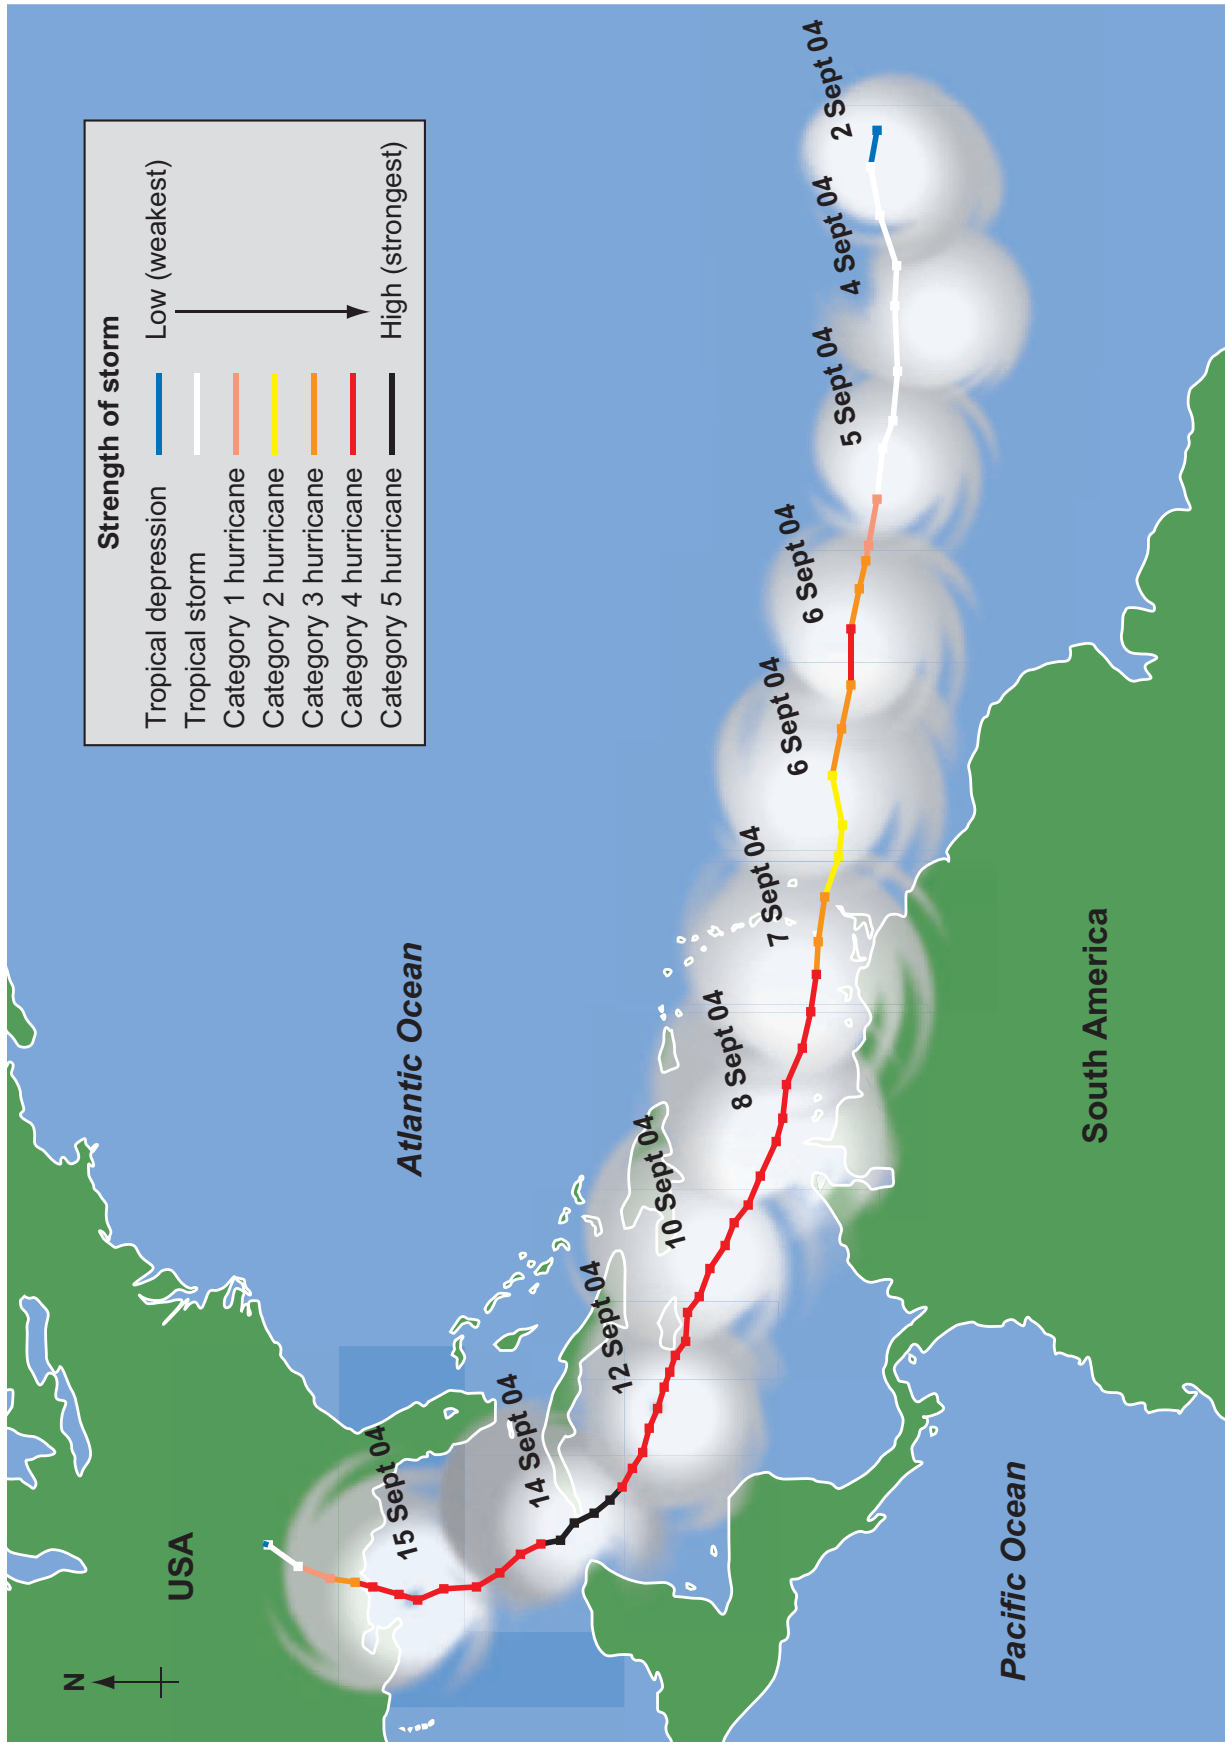 Strength of storm
Tropical depression Low (weakest)
Tropical storm
Category 1 hurricane
Category 2 hurricane
Category 3 hurricane
Category 4 hurricane
Category 5 hurricane High (strongest)
N
USA
Atlantic Ocean
15 Sept 04
14 Sept 04
12 Sept 04
10 Sept 04
8 Sept 04
7 Sept 04
6 Sept 04
6 Sept 04
5 Sept 04
4 Sept 04
2 Sept 04
Pacific Ocean
South America